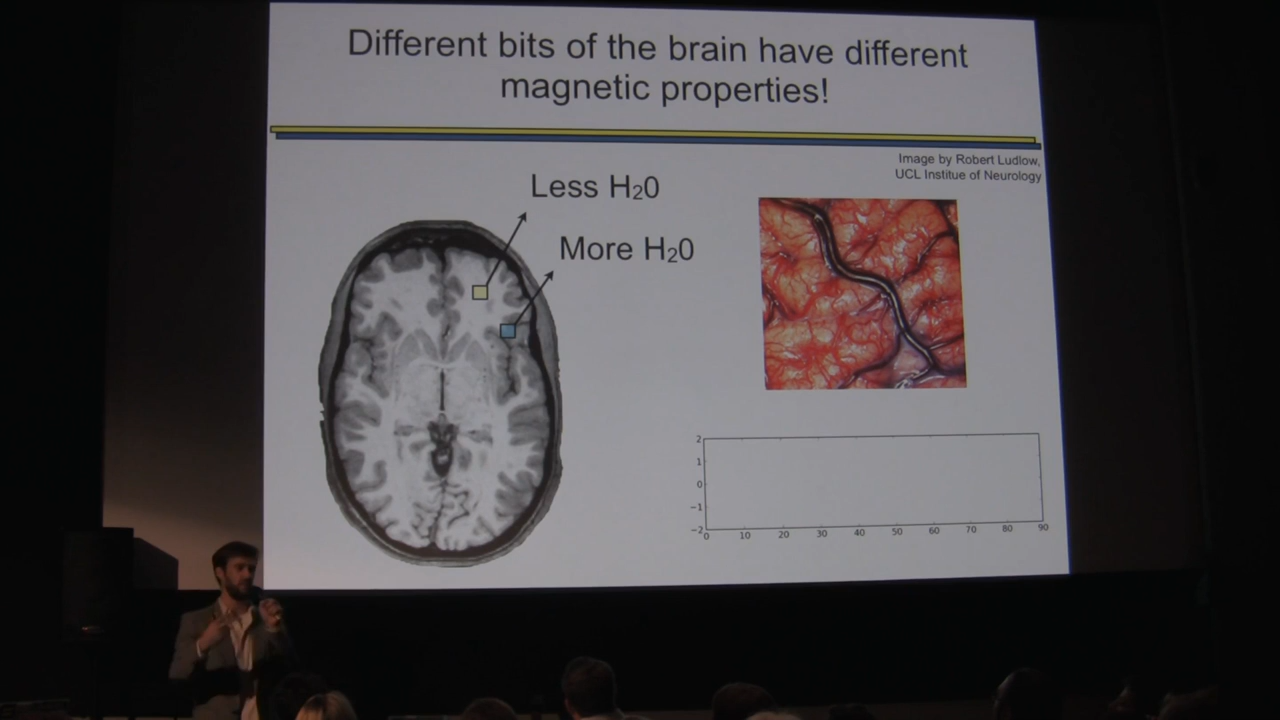 Different bits of the brain have different
magnetic properties!
Image by Robert Ludlow,
UCL Institue of Neurology
Less H₂0
More H₂0
2
1
0
−1
−2
0 10 20 30 40 50 60 70 80 90